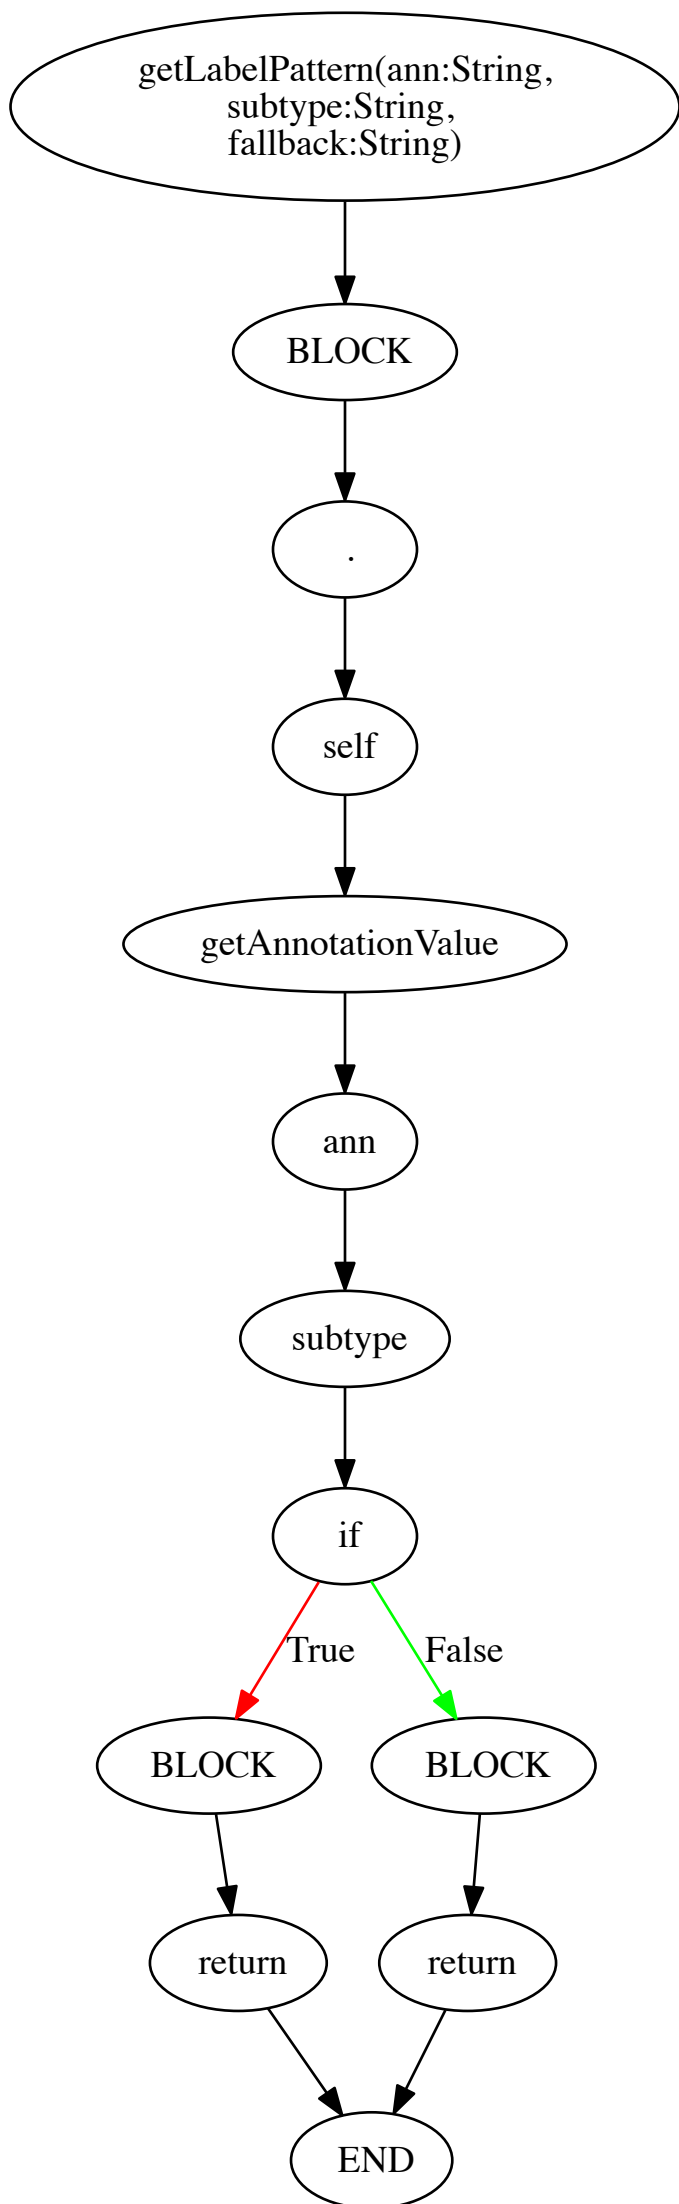 getLabelPattern(ann:String,
subtype:String,
fallback:String)
BLOCK
.
self
getAnnotationValue
ann
subtype
if
True
False
BLOCK
BLOCK
return
return
END